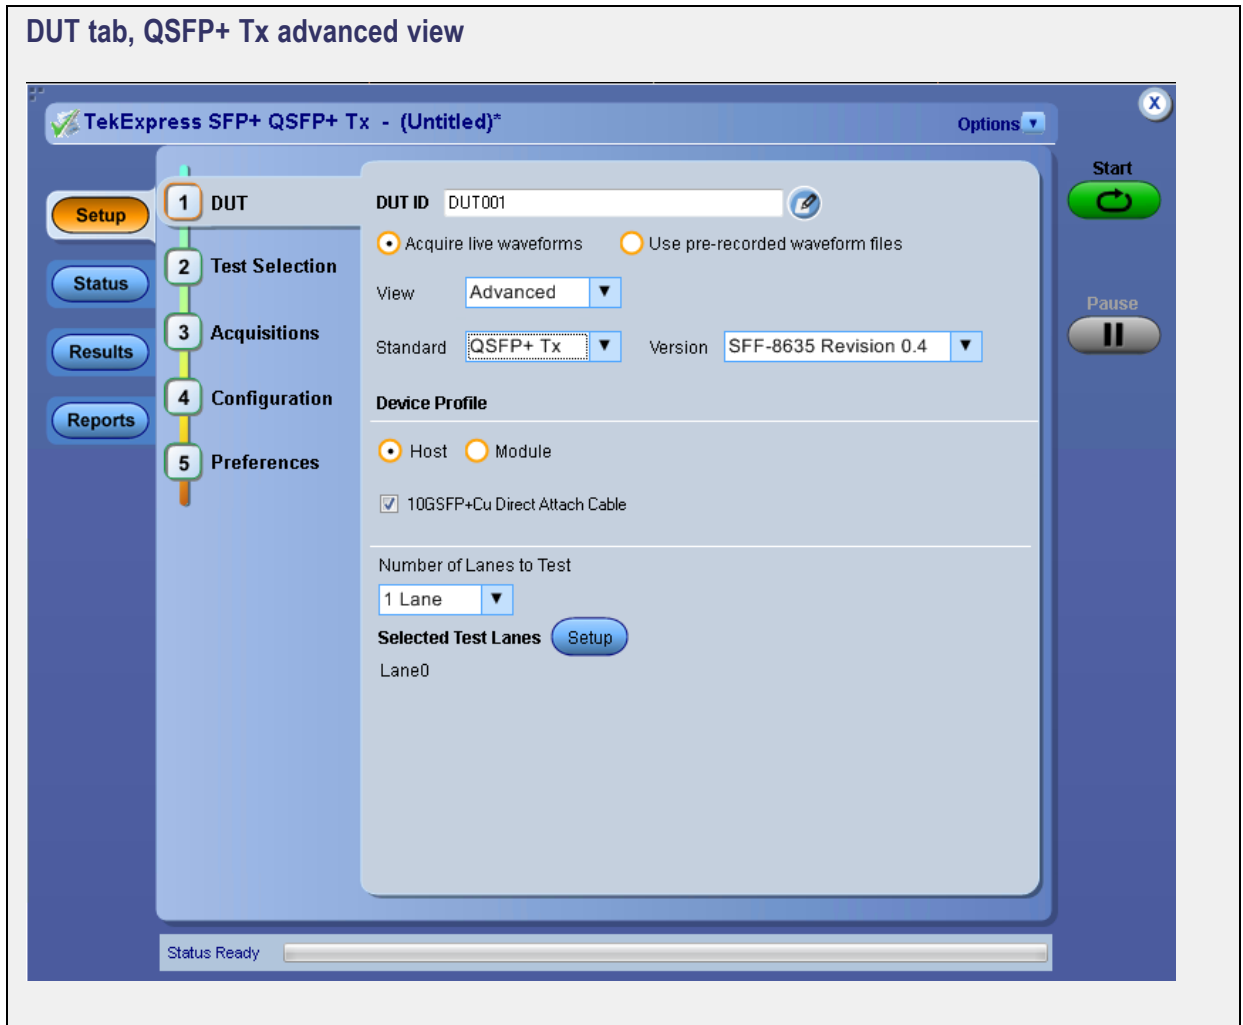 DUT tab, QSFP+ Tx advanced view
X
TekExpress SFP+ QSFP+ Tx - (Untitled)*
Options
Start
Setup
1 DUT
DUT ID DUT001
Acquire live waveforms Use pre-recorded waveform files
2 Test Selection
Status
View Advanced
Pause
3 Acquisitions
Standard QSFP+ Tx Version SFF-8635 Revision 0.4
Results
4 Configuration
Device Profile
Reports
Host Module
5 Preferences
10GSFP+Cu Direct Attach Cable
Number of Lanes to Test
1 Lane
Selected Test Lanes Setup
Lane0
Status Ready